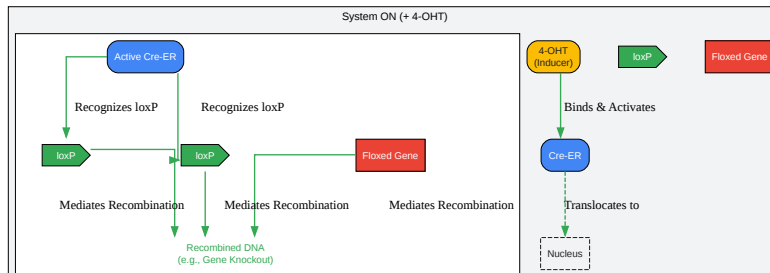 System ON (+ 4-OHT)
Active Cre-ER
4-OHT
(Inducer)
loxP
Floxed Gene
Recognizes loxP
Recognizes loxP
Binds & Activates
loxP
loxP
Floxed Gene
Cre-ER
Mediates Recombination
Mediates Recombination
Mediates Recombination
Translocates to
Recombined DNA
(e.g., Gene Knockout)
Nucleus